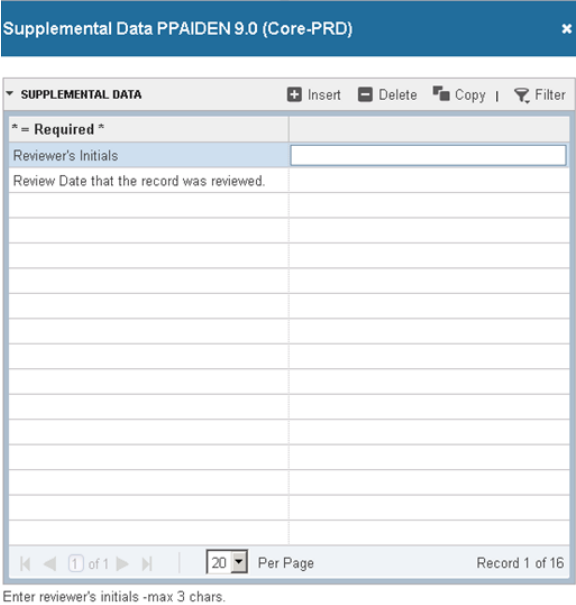 Supplemental Data PPAIDEN 9.0 (Core-PRD)
SUPPLEMENTAL DATA Insert Delete Copy | Filter
* = Required *
Reviewer's Initials
Review Date that the record was reviewed.
1 of 1 20 Per Page Record 1 of 16
Enter reviewer's initials -max 3 chars.